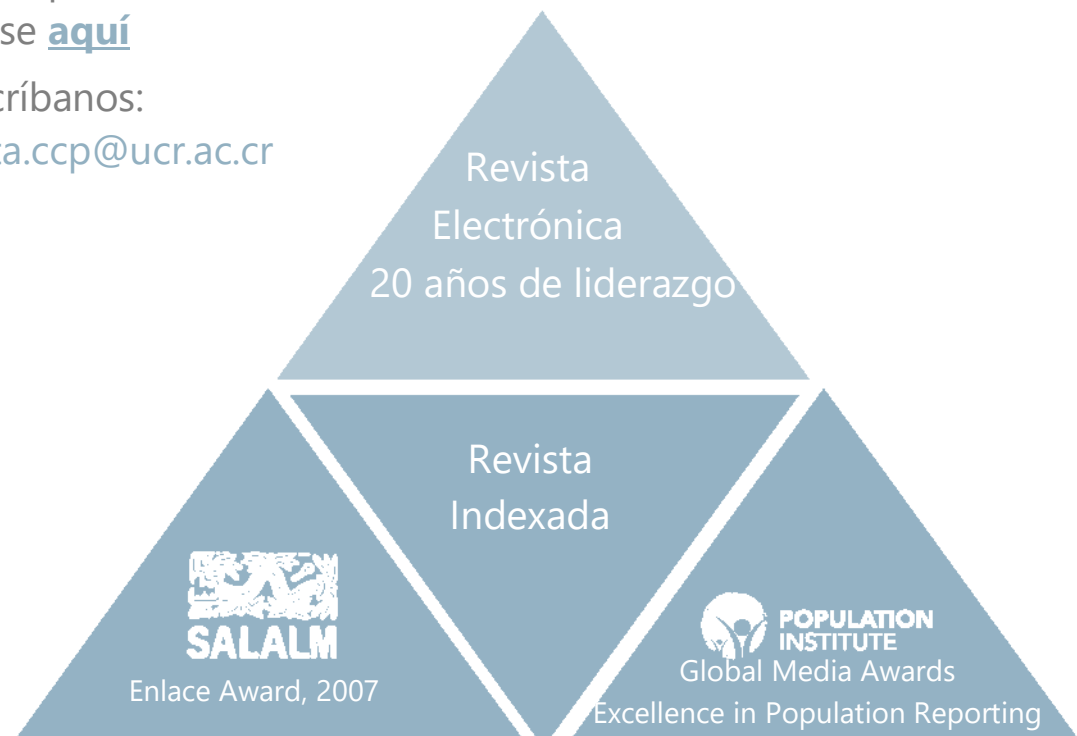 se aquí
críbanos:
ta.ccp@ucr.ac.cr
Revista
Electrónica
20 años de liderazgo
Revista
Indexada
SALALM
Enlace Award, 2007
POPULATION
INSTITUTE
Global Media Awards
Excellence in Population Reporting